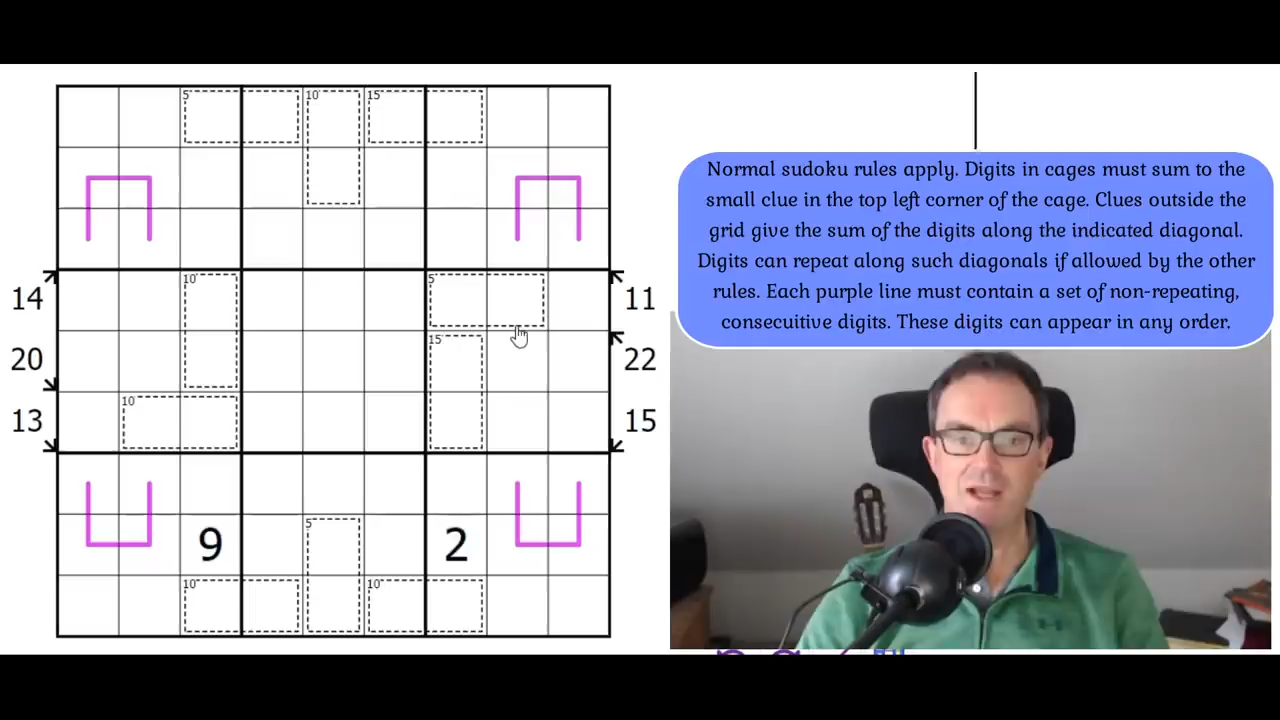 5 10 15
Normal sudoku rules apply. Digits in cages must sum to the
small clue in the top left corner of the cage. Clues outside the
grid give the sum of the digits along the indicated diagonal.
Digits can repeat along such diagonals if allowed by the other
rules. Each purple line must contain a set of non-repeating,
consecuitive digits. These digits can appear in any order.
10 5
14 11
15
20 22
10
13 15
5
9 2
10 10